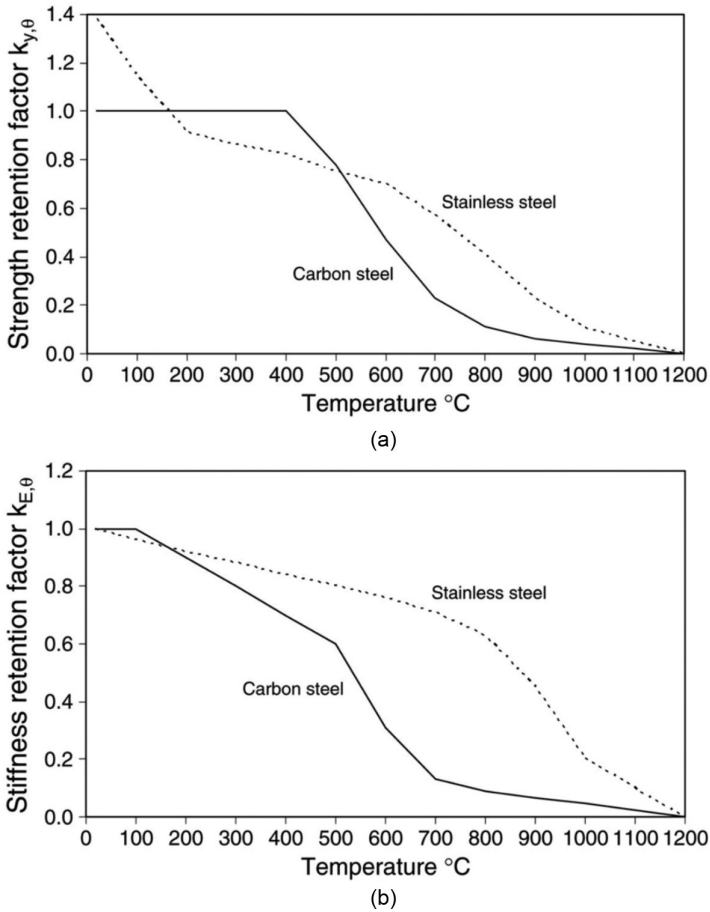 Strength retention factor k_y,θ
1.4
1.2
1.0
0.8
0.6
0.4
0.2
0.0
Stainless steel
Carbon steel
0 100 200 300 400 500 600 700 800 900 1000 1100 1200
Temperature °C
(a)
Stiffness retention factor k_E,θ
1.2
1.0
0.8
0.6
0.4
0.2
0.0
Stainless steel
Carbon steel
0 100 200 300 400 500 600 700 800 900 1000 1100 1200
Temperature °C
(b)